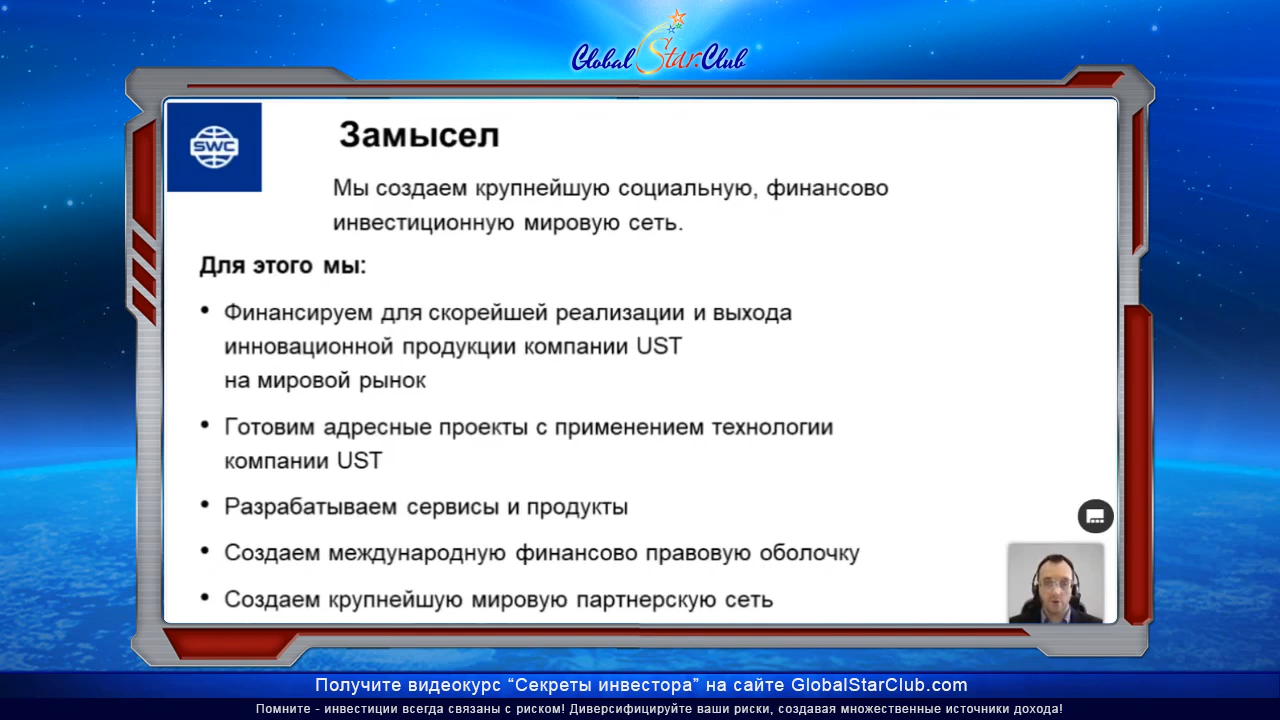 Global Star.Club
SWC
Замысел
Мы создаем крупнейшую социальную, финансово
инвестиционную мировую сеть.
Для этого мы:
• Финансируем для скорейшей реализации и выхода
инновационной продукции компании UST
на мировой рынок
• Готовим адресные проекты с применением технологии
компании UST
• Разрабатываем сервисы и продукты
• Создаем международную финансово правовую оболочку
• Создаем крупнейшую мировую партнерскую сеть
Получите видеокурс “Секреты инвестора” на сайте GlobalStarClub.com
Помните - инвестиции всегда связаны с риском! Диверсифицируйте ваши риски, создавая множественные источники дохода!